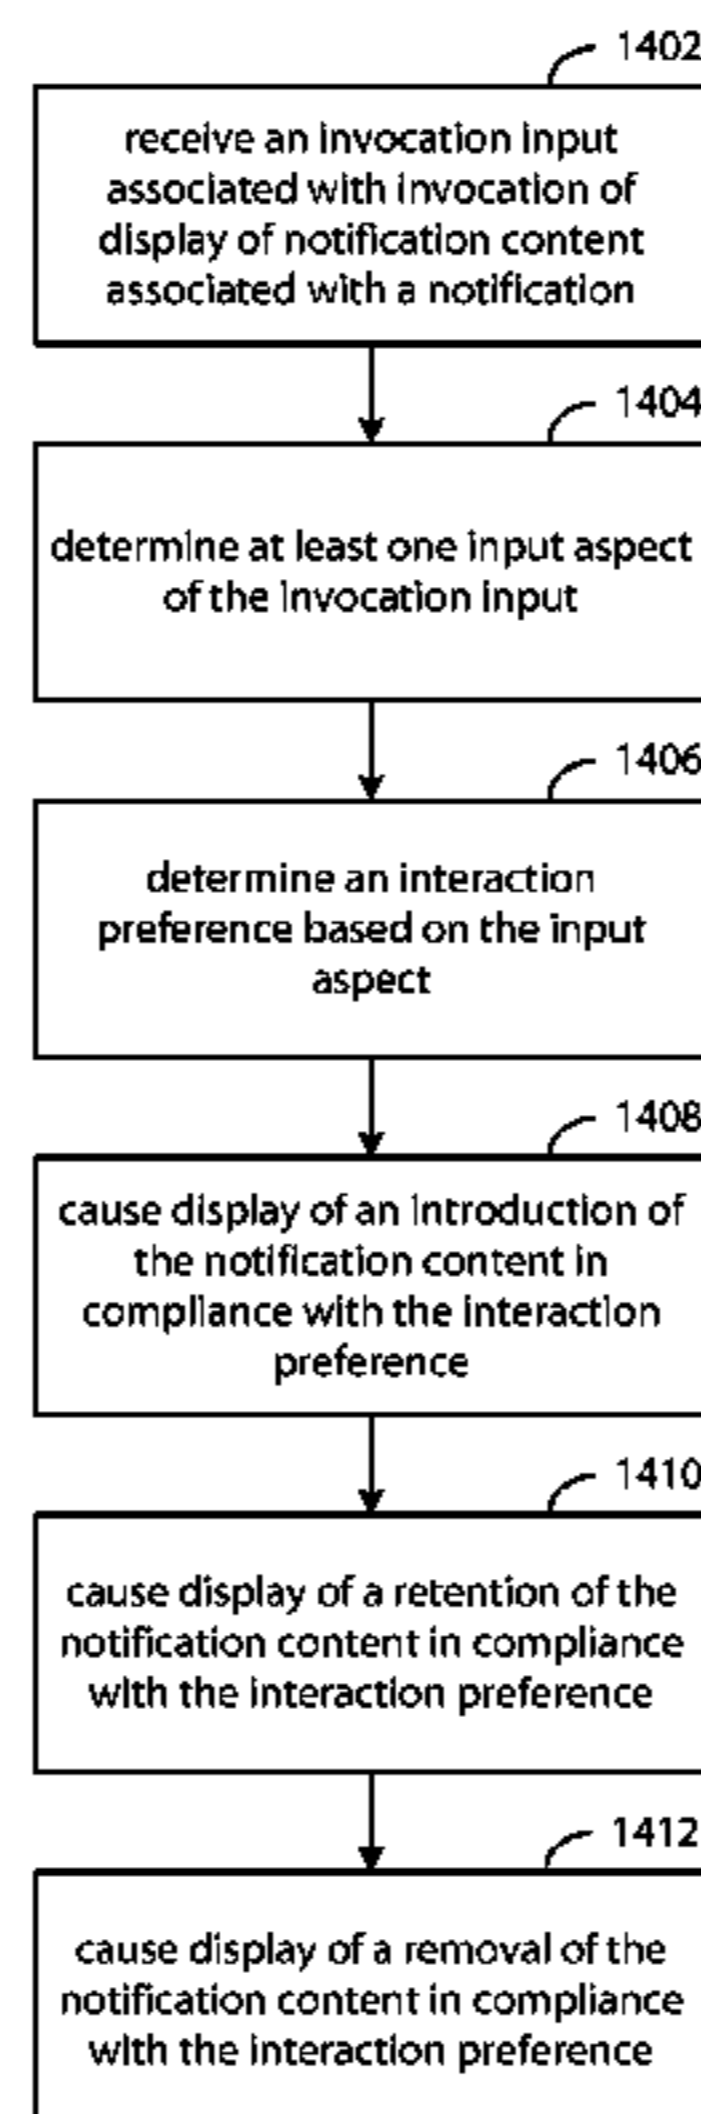 1402
receive an invocation input
associated with invocation of
display of notification content
associated with a notification
1404
determine at least one input aspect
of the invocation input
1406
determine an interaction
preference based on the input
aspect
1408
cause display of an introduction of
the notification content in
compliance with the interaction
preference
1410
cause display of a retention of the
notification content in compliance
with the interaction preference
1412
cause display of a removal of the
notification content in compliance
with the interaction preference